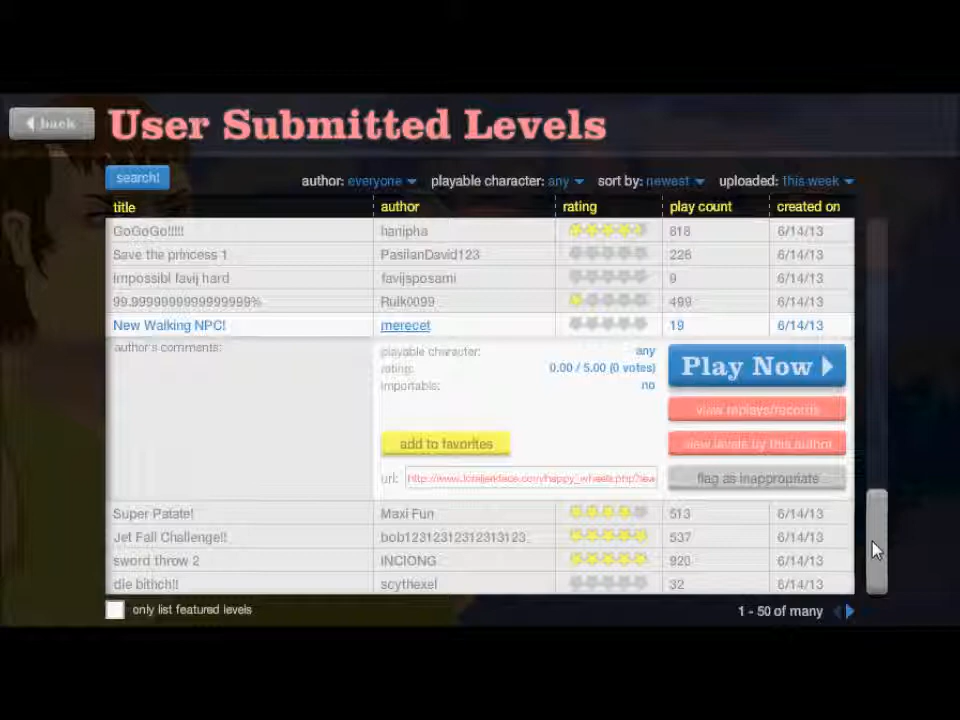 back
User Submitted Levels
search!
author: everyone playable character: any sort by: newest uploaded: this week
title author rating play count created on
GoGoGo!!!!! hanipha 818 6/14/13
Save the princess 1 PasilanDavid123 226 6/14/13
impossibl favij hard favijsposami 9 6/14/13
99.9999999999999999% Rulk0099 499 6/14/13
New Walking NPC! merecet 19 6/14/13
author's comments:
playable character: any
rating: 0.00 / 5.00 (0 votes)
importable: no
Play Now
view replays/records
add to favorites
view levels by this author
url:
flag as inappropriate
Super Patate! Maxi Fun 513 6/14/13
Jet Fall Challenge!! 537 6/14/13
sword throw 2 INCIONG 920 6/14/13
die bithch!! scythexel 32 6/14/13
only list featured levels
1 - 50 of many